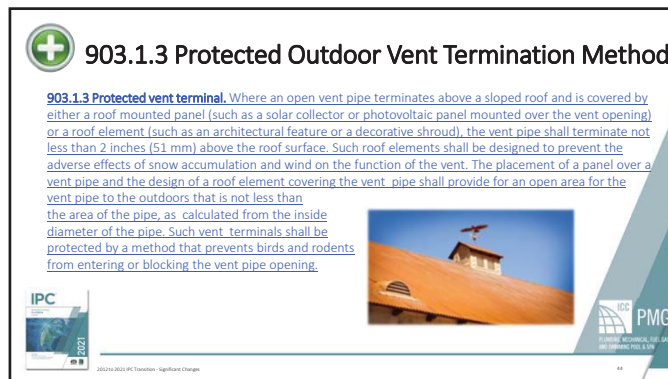 903.1.3 Protected Outdoor Vent Termination Method
903.1.3 Protected vent terminal. Where an open vent pipe terminates above a sloped roof and is covered by
either a roof mounted panel (such as a solar collector or photovoltaic panel mounted over the vent opening)
or a roof element (such as an architectural feature or a decorative shroud), the vent pipe shall terminate not
less than 2 inches (51 mm) above the roof surface. Such roof elements shall be designed to prevent the
adverse effects of snow accumulation and wind on the function of the vent. The placement of a panel over a
vent pipe and the design of a roof element covering the vent pipe shall provide for an open area for the
vent pipe to the outdoors that is not less than
the area of the pipe, as calculated from the inside
diameter of the pipe. Such vent terminals shall be
protected by a method that prevents birds and rodents
from entering or blocking the vent pipe opening.
IPC
2021
ICC
PMG
PLUMBING, MECHANICAL, FUEL GAS
AND SWIMMING POOL & SPA
2012 to 2021 IPC Transition - Significant Changes
44